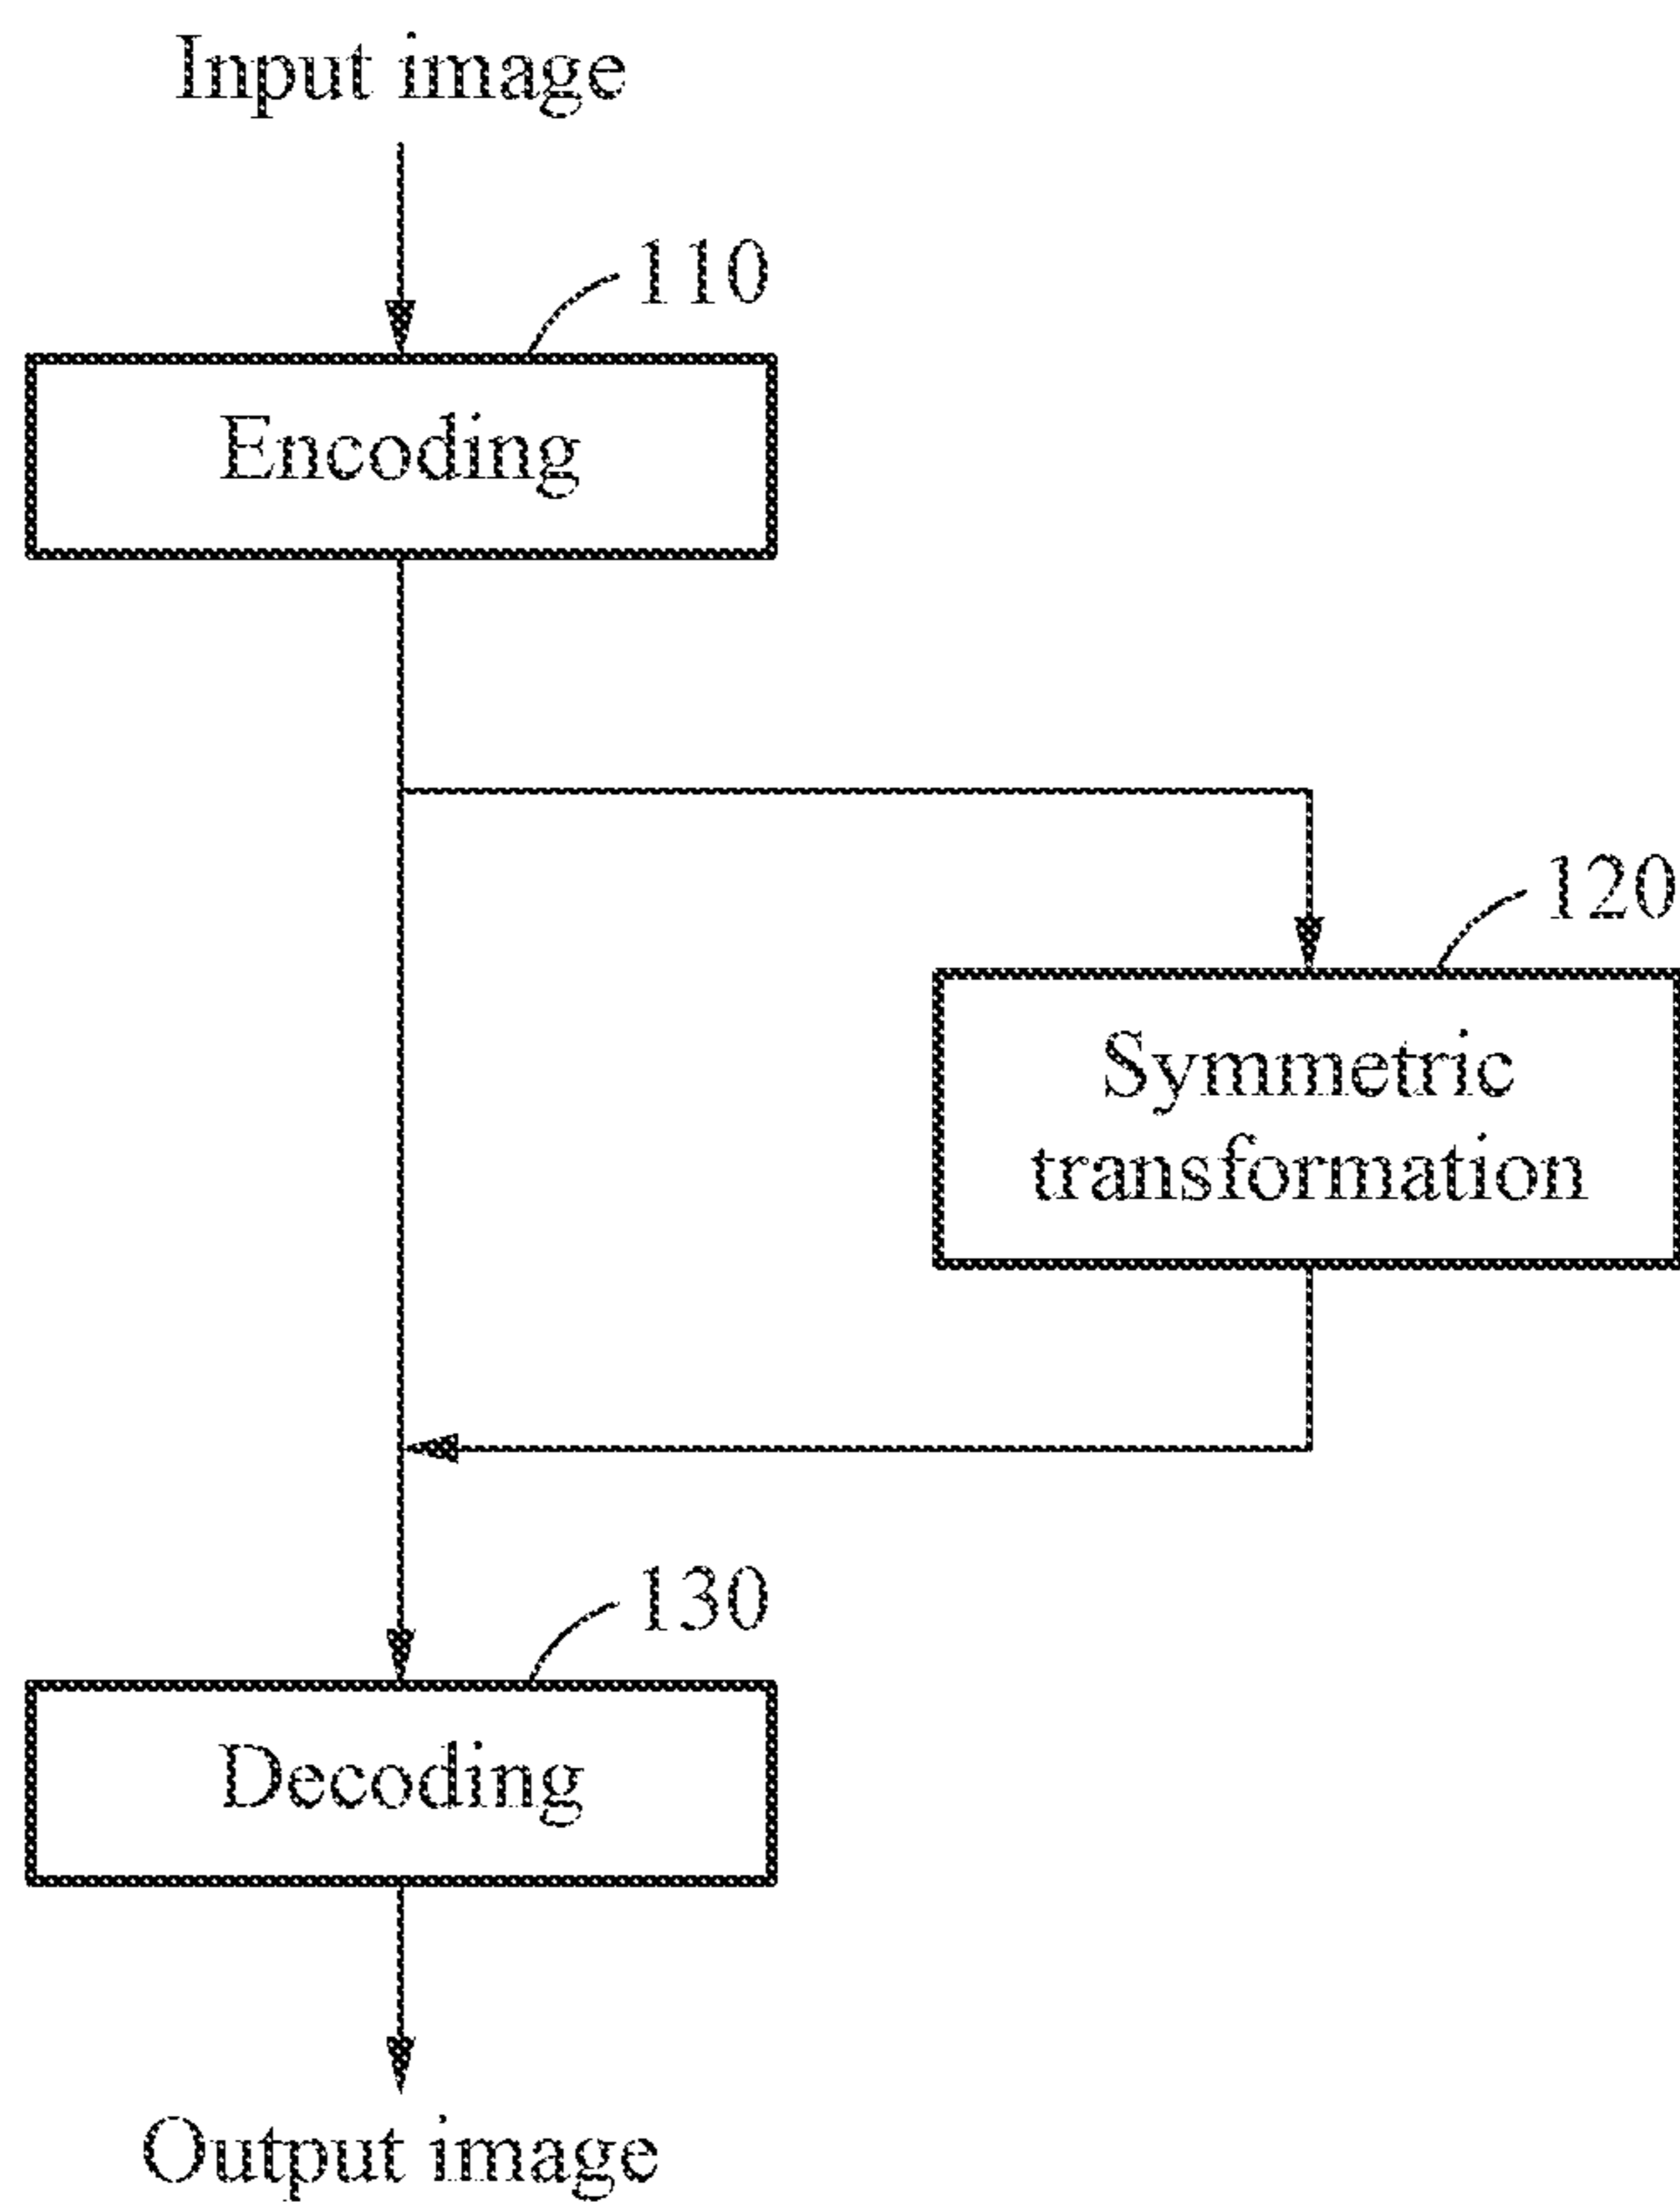 Input image
110
Encoding
120
Symmetric
transformation
130
Decoding
Output image